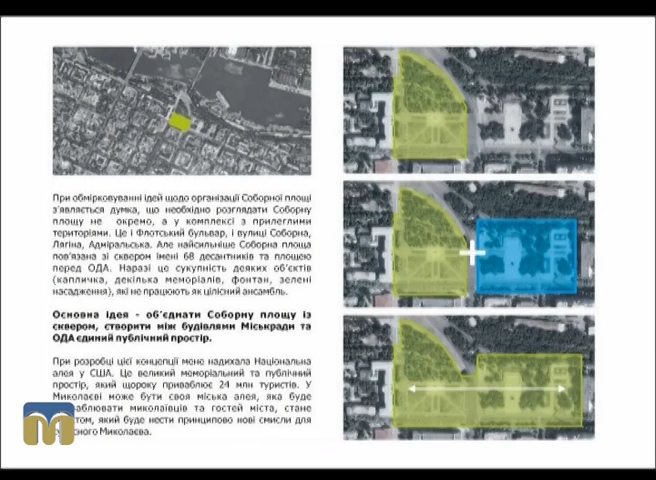 При обмірковуванні ідей щодо організації Соборної площі
з'являється думка, що необхідно розглядати Соборну
площу не окремо, а у комплексі з прилеглими
територіями. Це і Флотський бульвар, і вулиці Соборна,
Лягіна, Адміральська. Але найсильніше Соборна площа
пов'язана зі сквером імені 68 десантників та площею
перед ОДА. Наразі це сукупність деяких об'єктів
(капличка, декілька меморіалів, фонтан, зелені
насадження), які не працюють як цілісний ансамбль.
Основна ідея - об'єднати Соборну площу із
сквером, створити між будівлями Міськради та
ОДА єдиний публічний простір.
При розробці цієї концепції мене надихала Національна
алея у США. Це великий меморіальний та публічний
простір, який щороку приваблює 24 млн туристів. У
Миколаєві може бути своя міська алея, яка буде
аблювати миколаївців та гостей міста, стане
том, який буде нести принципово нові смисли для
сного Миколаєва.